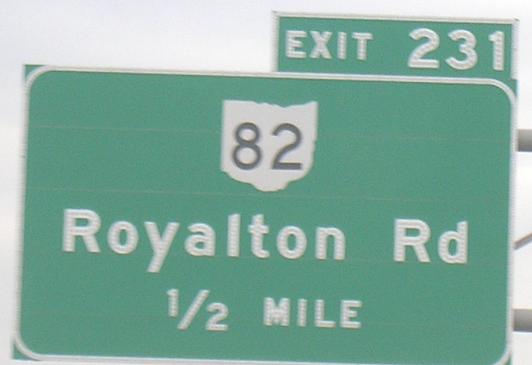 EXIT 231
82
Royalton Rd
1/2 MILE